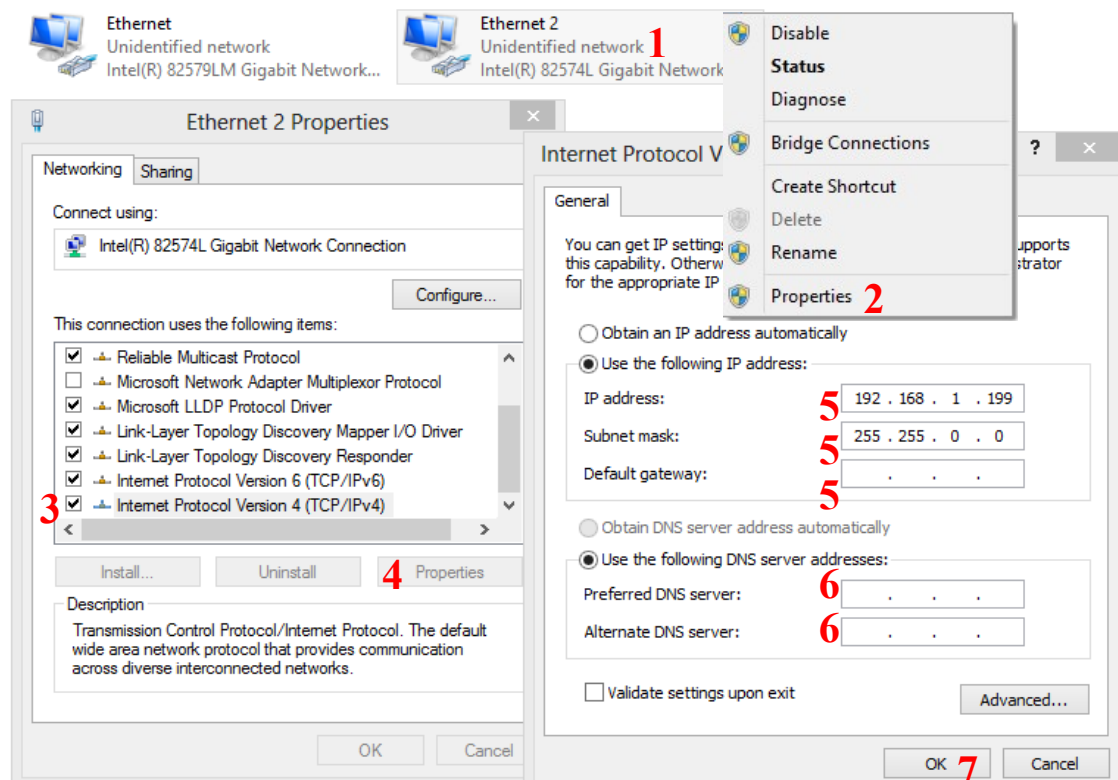 Ethernet
Unidentified network
Intel(R) 82579LM Gigabit Network...
Ethernet 2
Unidentified network 1
Intel(R) 82574L Gigabit Network
Disable
Status
Diagnose
Bridge Connections
Create Shortcut
Delete
Rename
Properties 2
Ethernet 2 Properties
Networking
Sharing
Connect using:
Intel(R) 82574L Gigabit Network Connection
Configure...
This connection uses the following items:
Reliable Multicast Protocol
Microsoft Network Adapter Multiplexor Protocol
Microsoft LLDP Protocol Driver
Link-Layer Topology Discovery Mapper I/O Driver
Link-Layer Topology Discovery Responder
Internet Protocol Version 6 (TCP/IPv6)
3 Internet Protocol Version 4 (TCP/IPv4)
Install...
Uninstall
4 Properties
Description
Transmission Control Protocol/Internet Protocol. The default
wide area network protocol that provides communication
across diverse interconnected networks.
OK
Cancel
Internet Protocol V
?
General
You can get IP settings upports
this capability. Otherw strator
for the appropriate IP
Obtain an IP address automatically
Use the following IP address:
IP address: 5 192 . 168 . 1 . 199
Subnet mask: 5 255 . 255 . 0 . 0
Default gateway: 5 . . .
Obtain DNS server address automatically
Use the following DNS server addresses:
Preferred DNS server: 6 . . .
Alternate DNS server: 6 . . .
Validate settings upon exit
Advanced...
OK 7
Cancel